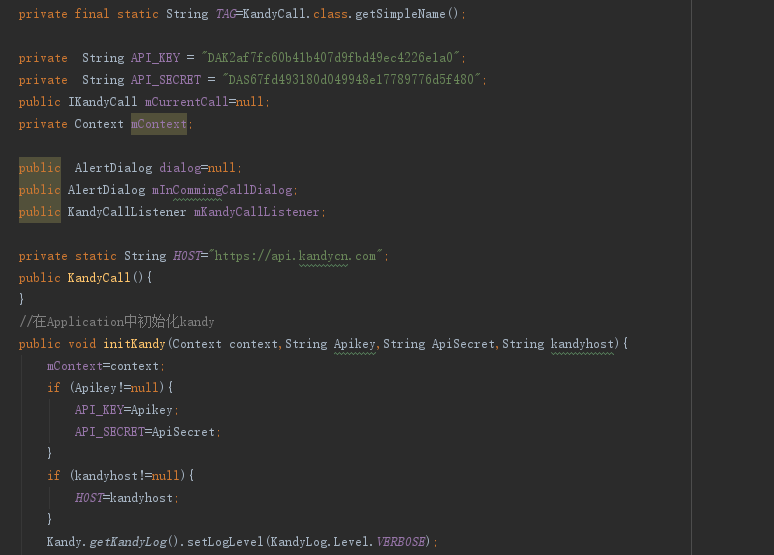 private final static String TAG=KandyCall.class.getSimpleName();
private  String API_KEY = "DAK2af7fc60b41b407d9fbd49ec4226e1a0";
private  String API_SECRET = "DAS67fd493180d049948e17789776d5f480";
public IKandyCall mCurrentCall=null;
private Context mContext;
public  AlertDialog dialog=null;
public AlertDialog mInCommingCallDialog;
public KandyCallListener mKandyCallListener;
private static String HOST="https://api.kandycn.com";
public KandyCall(){
}
//在Application中初始化kandy
public void initKandy(Context context,String Apikey,String ApiSecret,String kandyhost){
mContext=context;
if (Apikey!=null){
API_KEY=Apikey;
API_SECRET=ApiSecret;
}
if (kandyhost!=null){
HOST=kandyhost;
}
Kandy.getKandyLog().setLogLevel(KandyLog.Level.VERBOSE);